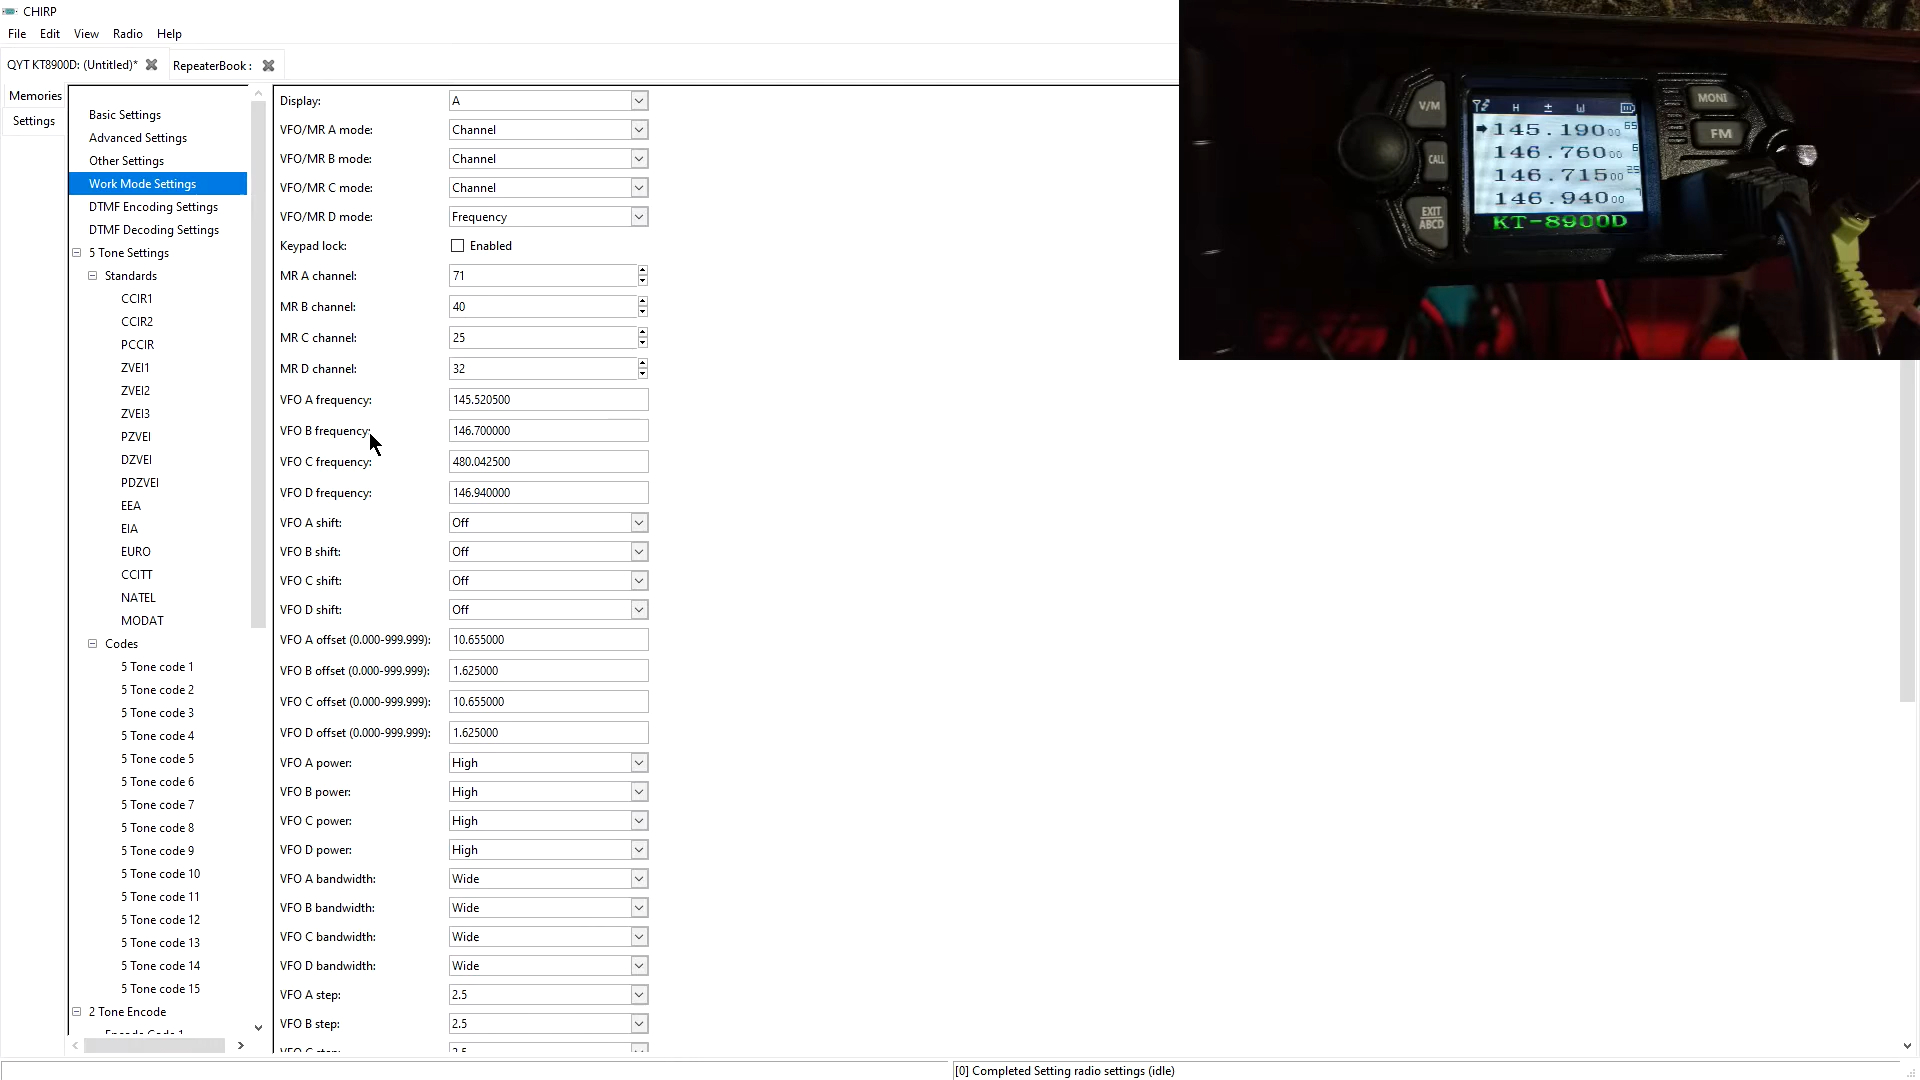 CHIRP
File Edit View Radio Help
QYT KT8900D: (Untitled)* RepeaterBook :
Memories
Settings
Basic Settings
Advanced Settings
Other Settings
Work Mode Settings
DTMF Encoding Settings
DTMF Decoding Settings
5 Tone Settings
Standards
CCIR1
CCIR2
PCCIR
ZVEI1
ZVEI2
ZVEI3
PZVEI
DZVEI
PDZVEI
EEA
EIA
EURO
CCITT
NATEL
MODAT
Codes
5 Tone code 1
5 Tone code 2
5 Tone code 3
5 Tone code 4
5 Tone code 5
5 Tone code 6
5 Tone code 7
5 Tone code 8
5 Tone code 9
5 Tone code 10
5 Tone code 11
5 Tone code 12
5 Tone code 13
5 Tone code 14
5 Tone code 15
2 Tone Encode
Encode Code 1
Display: A
VFO/MR A mode: Channel
VFO/MR B mode: Channel
VFO/MR C mode: Channel
VFO/MR D mode: Frequency
Keypad lock: Enabled
MR A channel: 71
MR B channel: 40
MR C channel: 25
MR D channel: 32
VFO A frequency: 145.520500
VFO B frequency: 146.700000
VFO C frequency: 480.042500
VFO D frequency: 146.940000
VFO A shift: Off
VFO B shift: Off
VFO C shift: Off
VFO D shift: Off
VFO A offset (0.000-999.999): 10.655000
VFO B offset (0.000-999.999): 1.625000
VFO C offset (0.000-999.999): 10.655000
VFO D offset (0.000-999.999): 1.625000
VFO A power: High
VFO B power: High
VFO C power: High
VFO D power: High
VFO A bandwidth: Wide
VFO B bandwidth: Wide
VFO C bandwidth: Wide
VFO D bandwidth: Wide
VFO A step: 2.5
VFO B step: 2.5
VFO C step: 2.5
V/M
CALL
EXIT
ABCD
H ± W
145.19000 65
146.76000
146.71500 25
146.94000
KT-8900D
MONI
FM
[0] Completed Setting radio settings (idle)